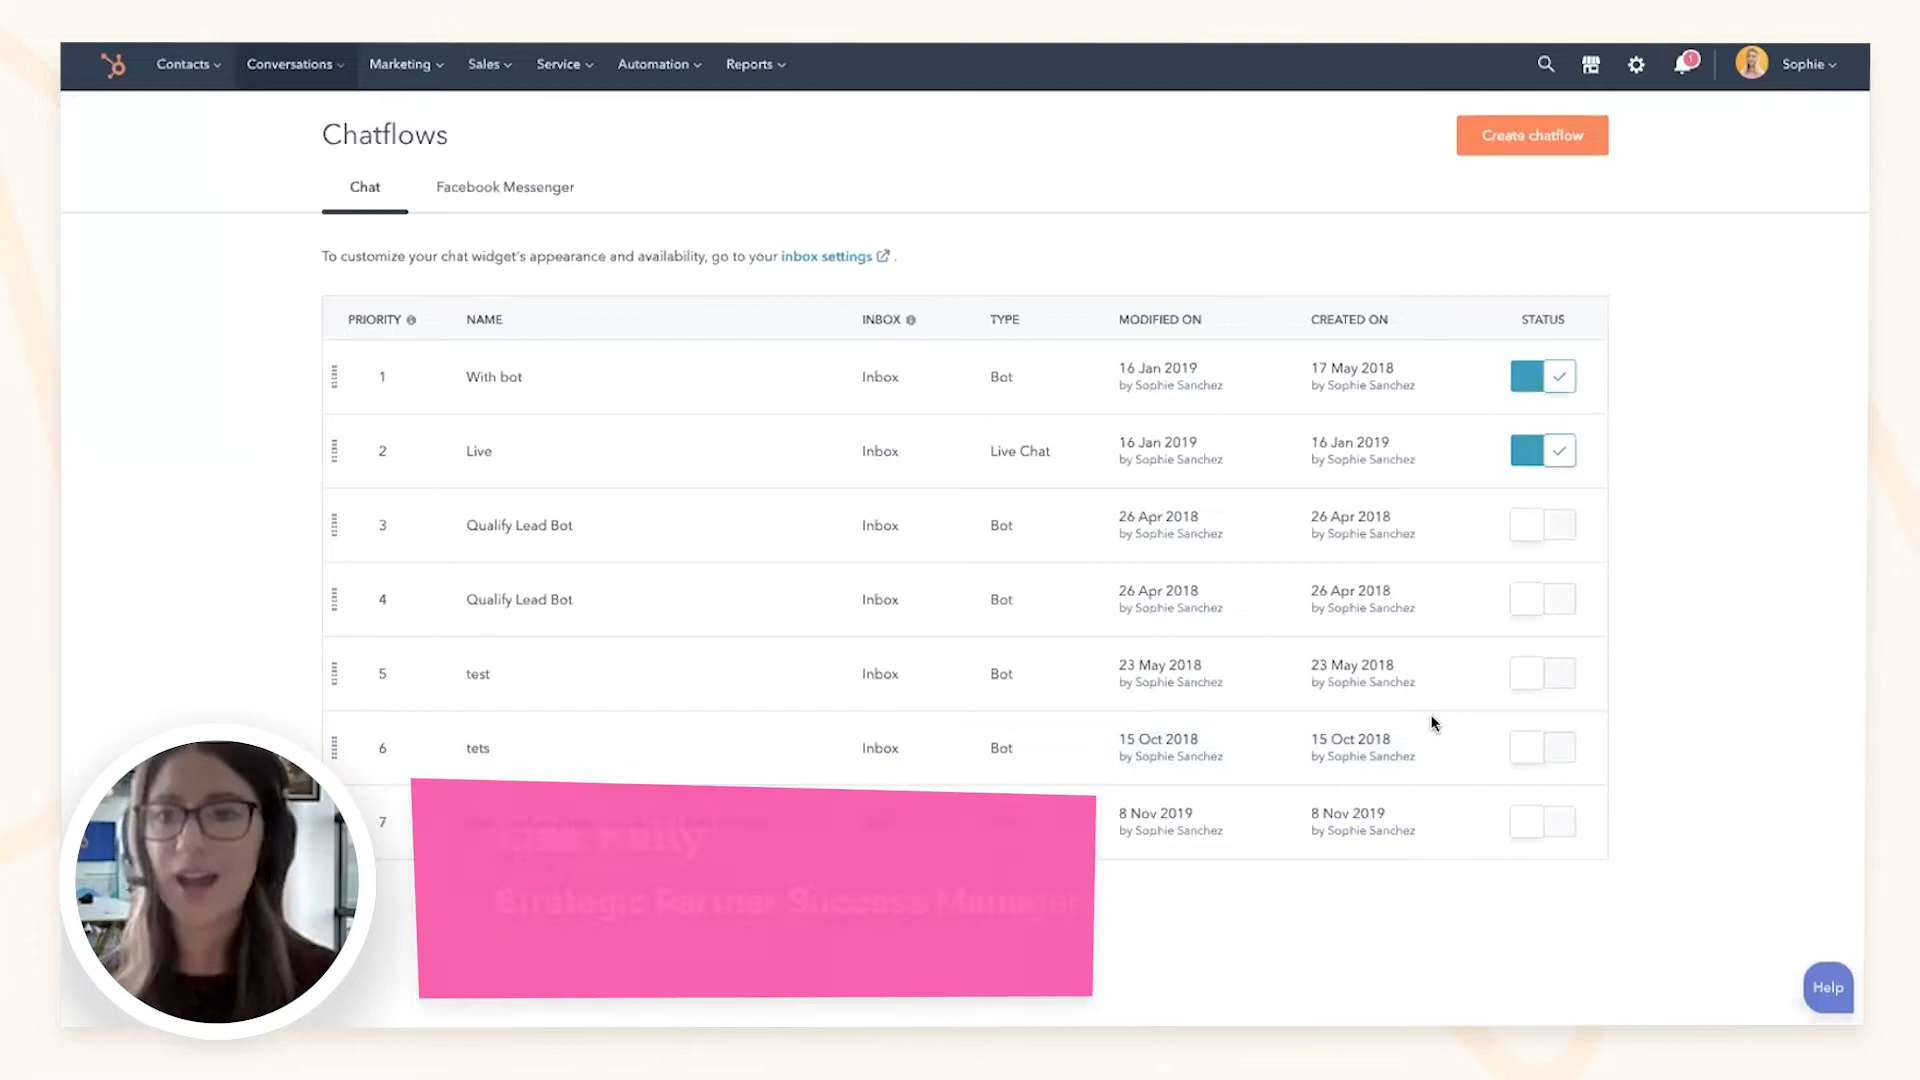 Contacts Conversations Marketing Sales Service Automation Reports 1 Sophie
Chatflows
Create chatflow
Chat Facebook Messenger
To customize your chat widget's appearance and availability, go to your inbox settings .
PRIORITY NAME INBOX TYPE MODIFIED ON CREATED ON STATUS
1 With bot Inbox Bot 16 Jan 2019 17 May 2018
by Sophie Sanchez by Sophie Sanchez
2 Live Inbox Live Chat 16 Jan 2019 16 Jan 2019
by Sophie Sanchez by Sophie Sanchez
3 Qualify Lead Bot Inbox Bot 26 Apr 2018 26 Apr 2018
by Sophie Sanchez by Sophie Sanchez
4 Qualify Lead Bot Inbox Bot 26 Apr 2018 26 Apr 2018
by Sophie Sanchez by Sophie Sanchez
5 test Inbox Bot 23 May 2018 23 May 2018
by Sophie Sanchez by Sophie Sanchez
6 tets Inbox Bot 15 Oct 2018 15 Oct 2018
by Sophie Sanchez by Sophie Sanchez
7 8 Nov 2019 8 Nov 2019
by Sophie Sanchez by Sophie Sanchez
Kelly
Strategic Partner Success Manager
Help